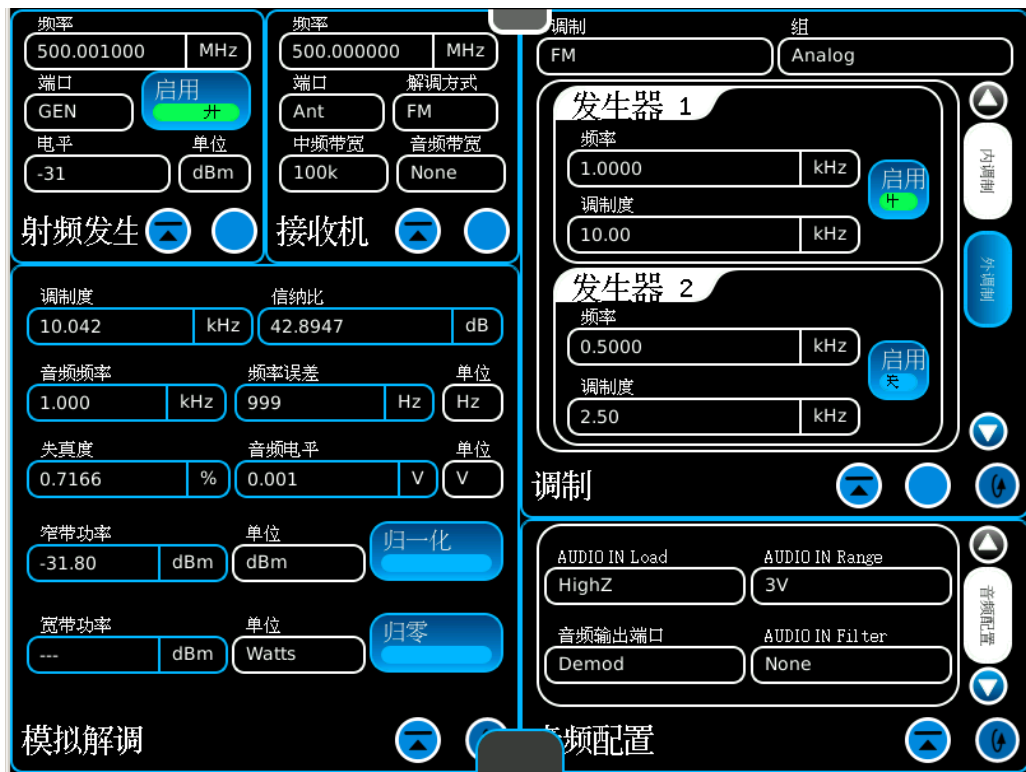 频率
500.001000 MHz
端口
GEN
启用
开
电平 单位
-31 dBm
射频发生
频率
500.000000 MHz
端口 解调方式
Ant FM
中频带宽 音频带宽
100k None
接收机
调制 组
FM Analog
发生器 1
频率
1.0000 kHz
启用
调制度
10.00 kHz
发生器 2
频率
0.5000 kHz
启用
关
调制度
2.50 kHz
内调制
外调制
调制
调制度 信纳比
10.042 kHz 42.8947 dB
音频频率 频率误差 单位
1.000 kHz 999 Hz Hz
失真度 音频电平 单位
0.7166 % 0.001 V V
窄带功率 单位
-31.80 dBm dBm
归一化
宽带功率 单位
--- dBm Watts
归零
模拟解调
AUDIO IN Load AUDIO IN Range
HighZ 3V
音频输出端口 AUDIO IN Filter
Demod None
音频配置
音频配置